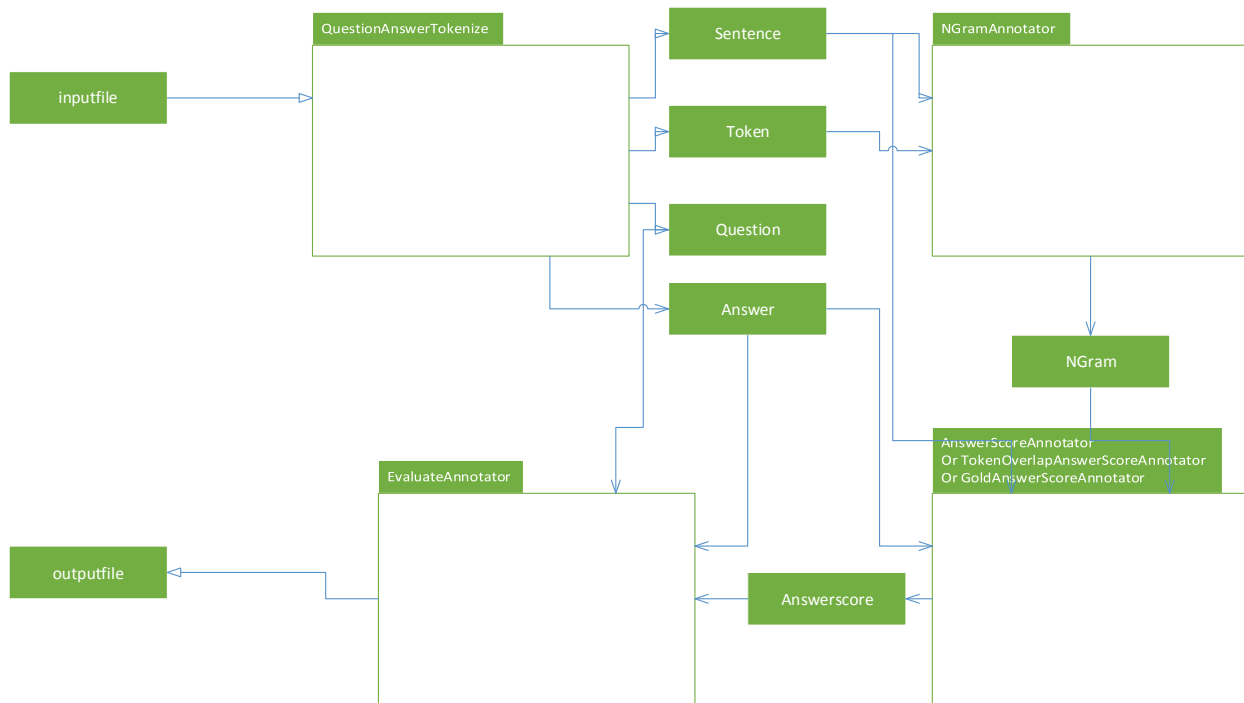 QuestionAnswerTokenize
Sentence
NGramAnnotator
inputfile
Token
Question
Answer
NGram
AnswerScoreAnnotator
Or TokenOverlapAnswerScoreAnnotator
Or GoldAnswerScoreAnnotator
EvaluateAnnotator
outputfile
Answerscore